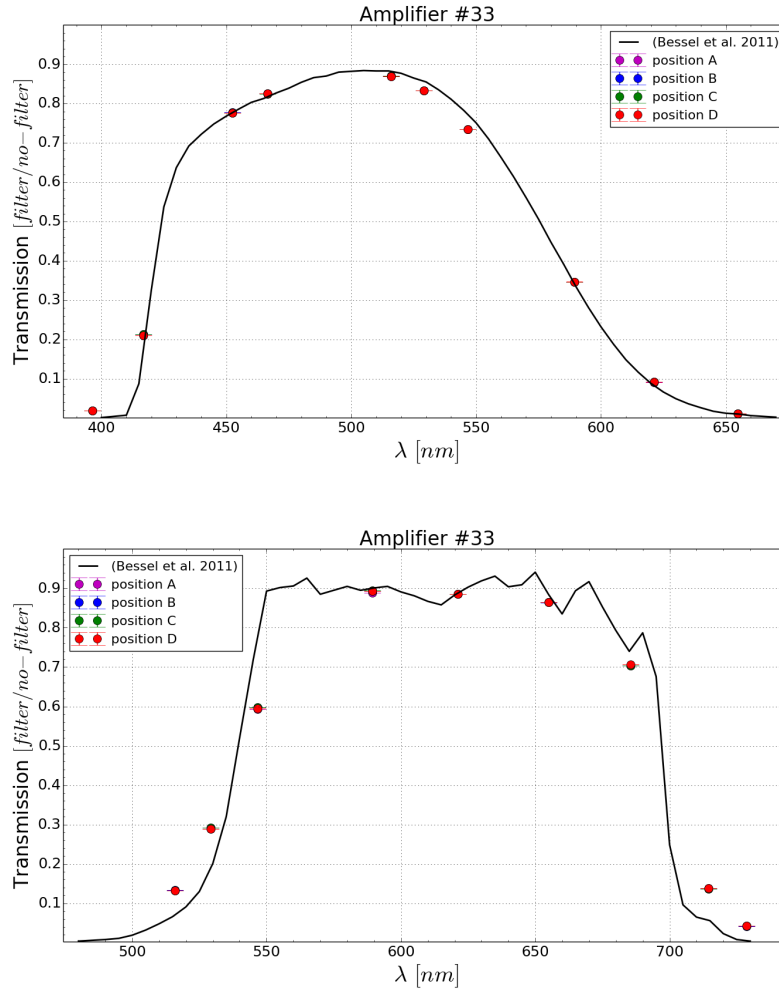 Amplifier #33
(Bessel et al. 2011)
position A
position B
position C
position D
Transmission [filter/no−filter]
0.9
0.8
0.7
0.6
0.5
0.4
0.3
0.2
0.1
400 450 500 550 600 650
λ [nm]
Amplifier #33
(Bessel et al. 2011)
position A
position B
position C
position D
Transmission [filter/no−filter]
0.9
0.8
0.7
0.6
0.5
0.4
0.3
0.2
0.1
500 550 600 650 700
λ [nm]